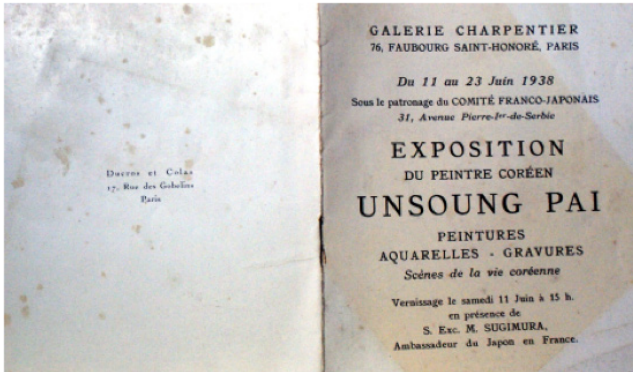 Ducros et Colas
17, Rue des Gobelins
Paris
GALERIE CHARPENTIER
76, FAUBOURG SAINT-HONORÉ, PARIS
Du 11 au 23 Juin 1938
Sous le patronage du COMITÉ FRANCO-JAPONAIS
31, Avenue Pierre-Ier-de-Serbie
EXPOSITION
DU PEINTRE CORÉEN
UNSOUNG PAI
PEINTURES
AQUARELLES - GRAVURES
Scènes de la vie coréenne
Vernissage le samedi 11 Juin à 15 h.
en présence de
S. Exc. M. SUGIMURA,
Ambassadeur du Japon en France.